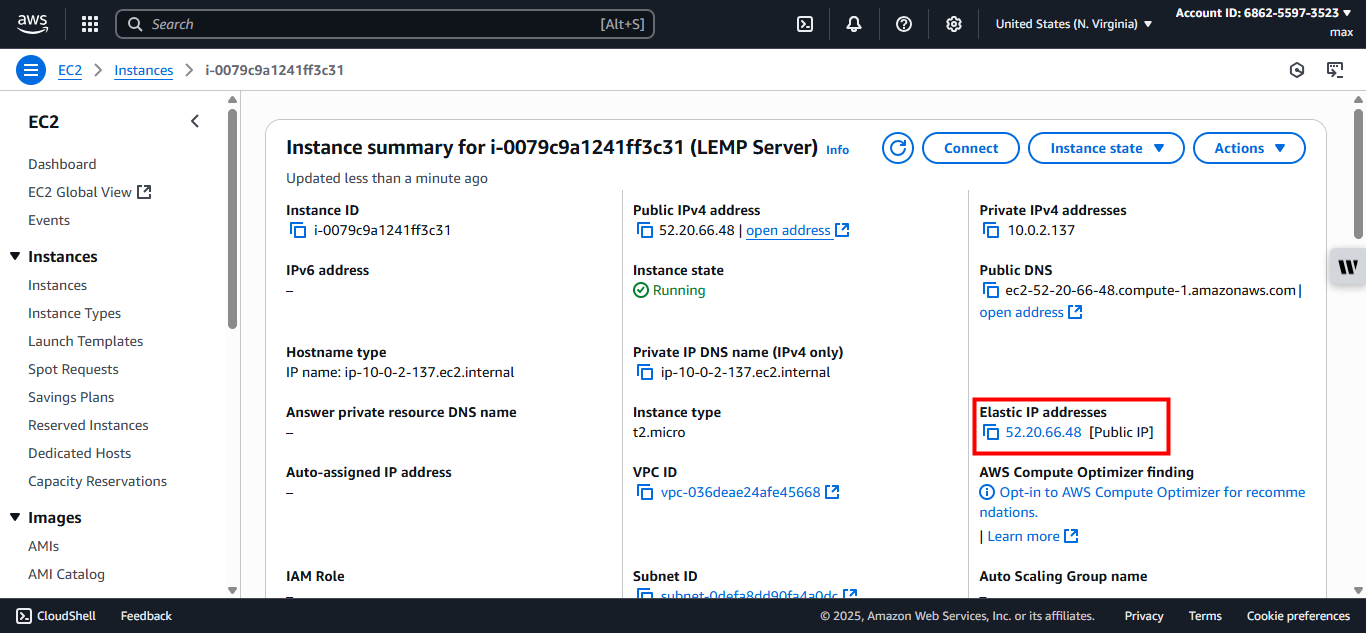 aws
Search [Alt+S]
United States (N. Virginia)
Account ID: 6862-5597-3523
max
EC2 Instances i-0079c9a1241ff3c31
EC2
Dashboard
EC2 Global View
Events
Instances
Instances
Instance Types
Launch Templates
Spot Requests
Savings Plans
Reserved Instances
Dedicated Hosts
Capacity Reservations
Images
AMIs
AMI Catalog
Instance summary for i-0079c9a1241ff3c31 (LEMP Server) Info
Connect
Instance state
Actions
Updated less than a minute ago
Instance ID
i-0079c9a1241ff3c31
Public IPv4 address
52.20.66.48 | open address
Private IPv4 addresses
10.0.2.137
IPv6 address
–
Instance state
Running
Public DNS
ec2-52-20-66-48.compute-1.amazonaws.com |
open address
Hostname type
IP name: ip-10-0-2-137.ec2.internal
Private IP DNS name (IPv4 only)
ip-10-0-2-137.ec2.internal
Answer private resource DNS name
–
Instance type
t2.micro
Elastic IP addresses
52.20.66.48 [Public IP]
Auto-assigned IP address
–
VPC ID
vpc-036deae24afe45668
AWS Compute Optimizer finding
Opt-in to AWS Compute Optimizer for recomme
ndations.
| Learn more
IAM Role
–
Subnet ID
subnet-0defa8dd90fa4a0dc
Auto Scaling Group name
–
W
CloudShell
Feedback
© 2025, Amazon Web Services, Inc. or its affiliates.
Privacy
Terms
Cookie preferences